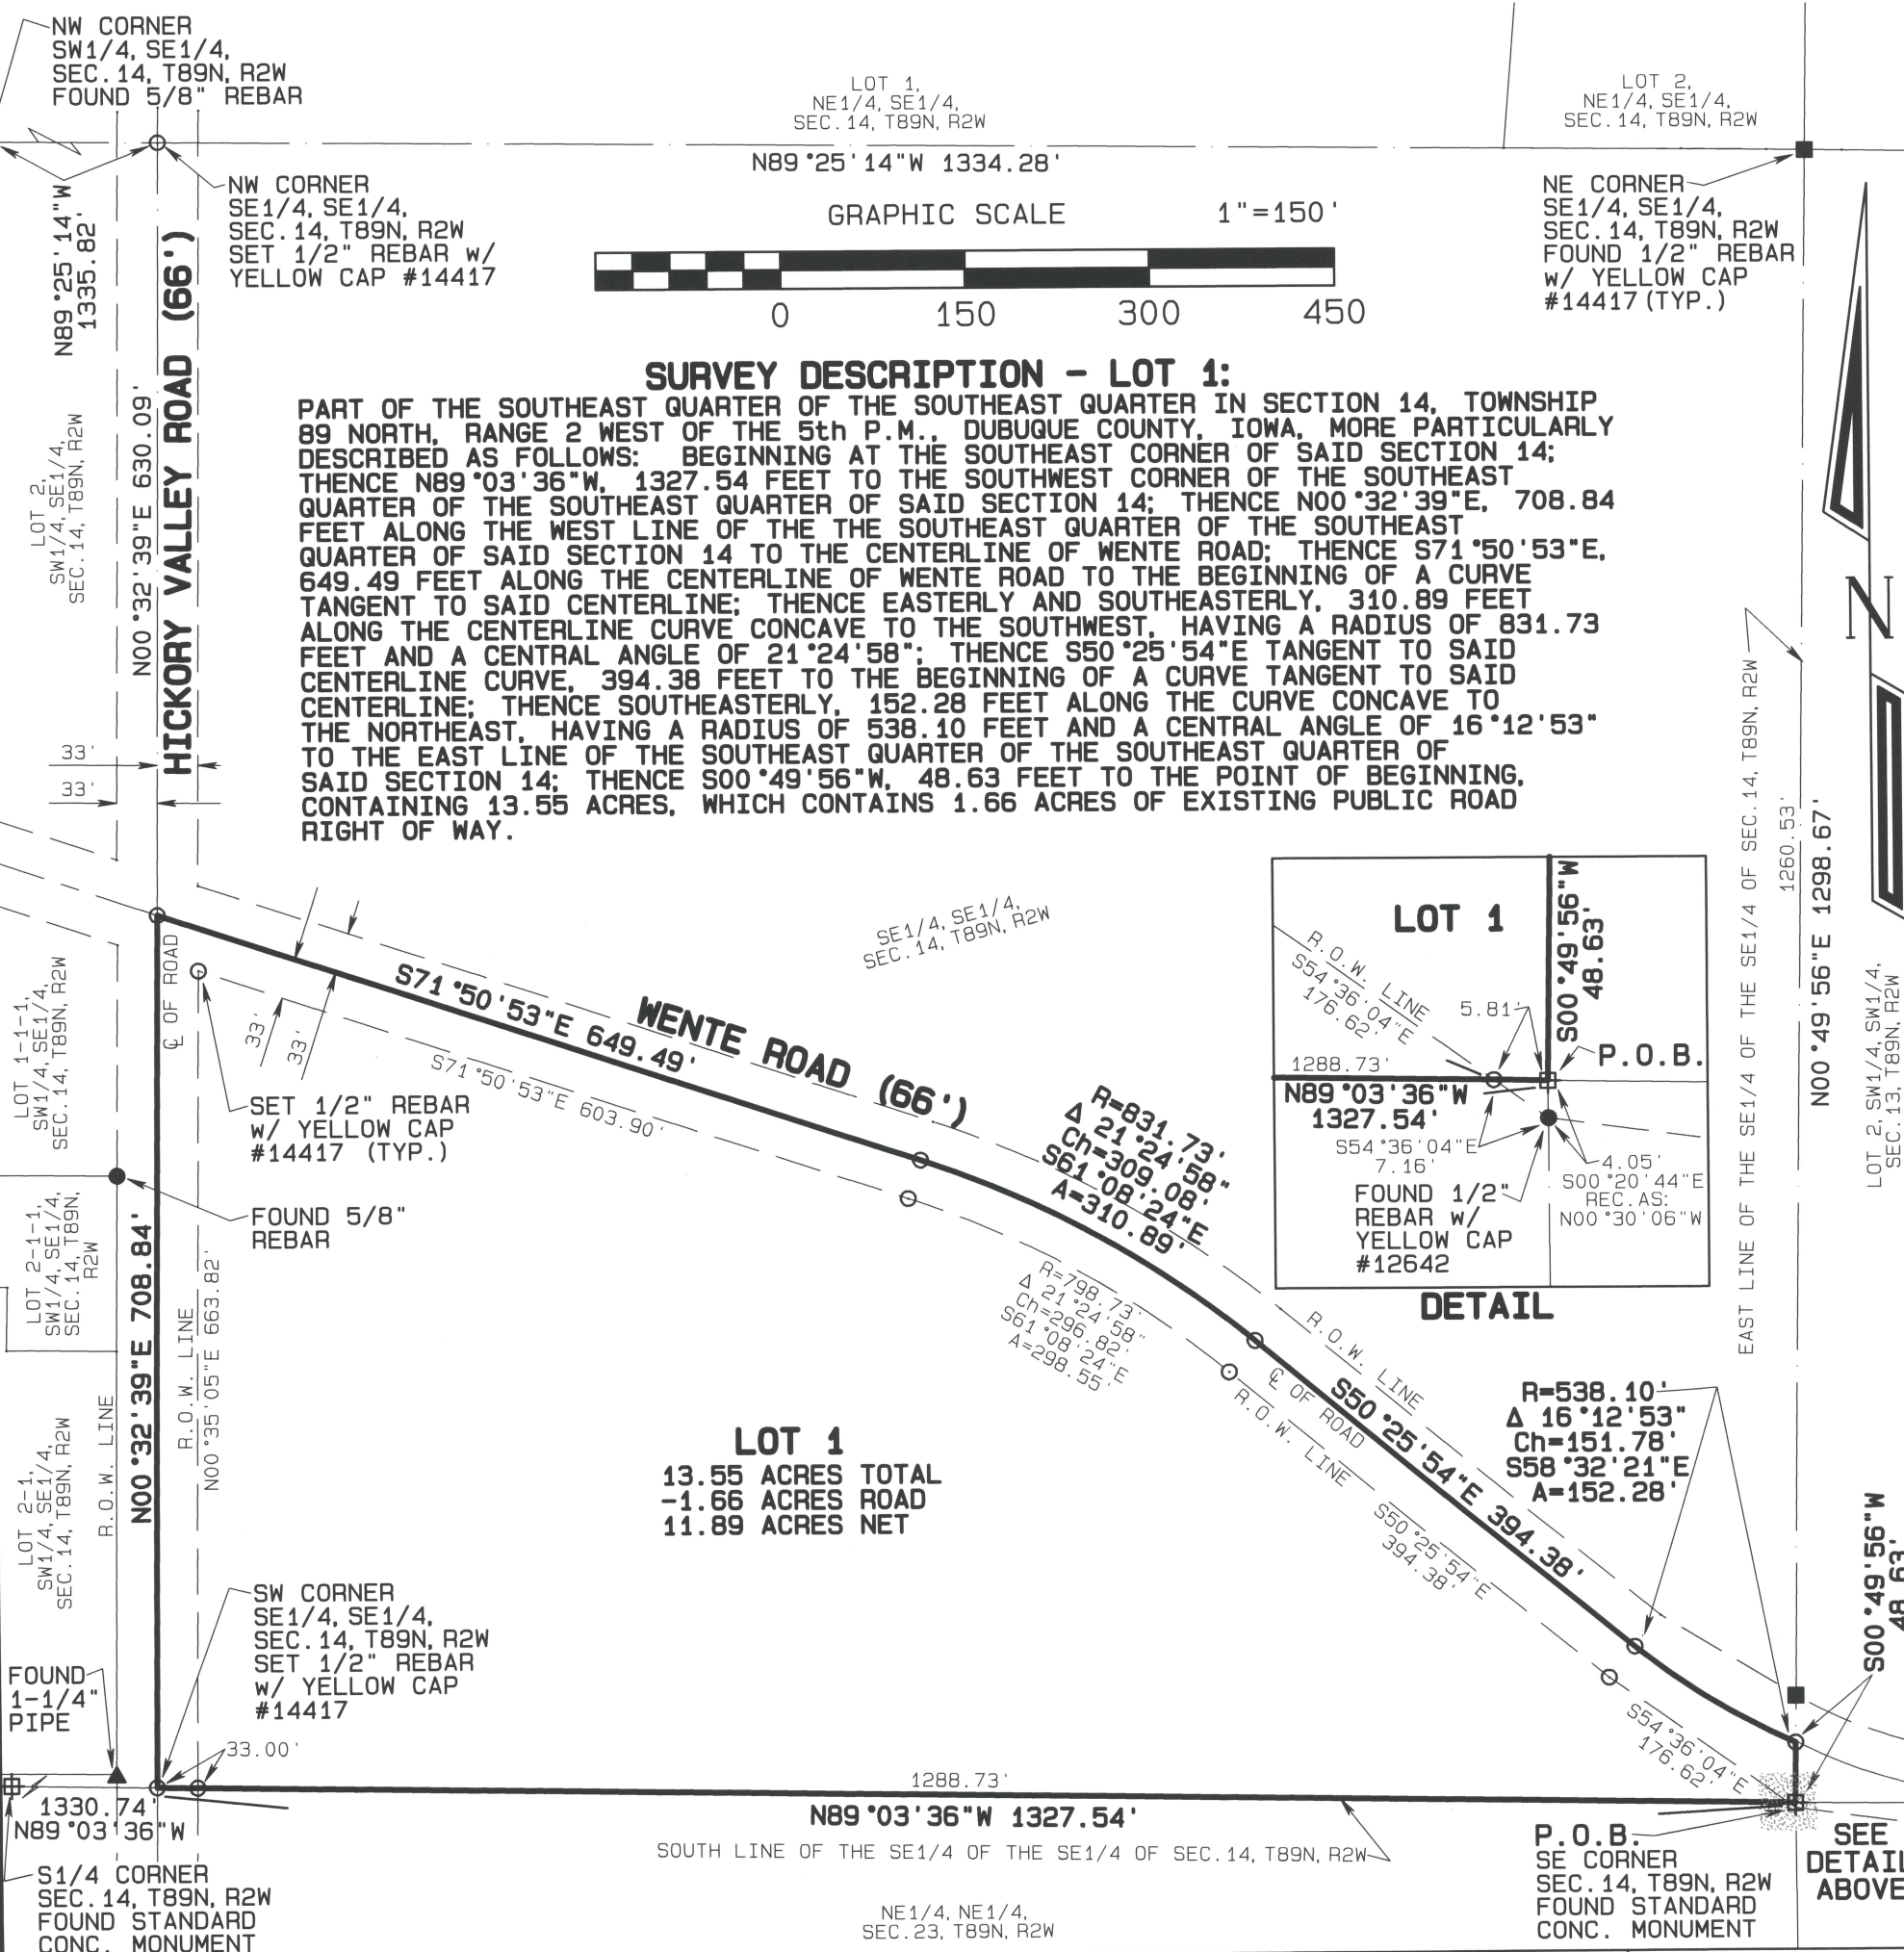 NW CORNER
SW1/4, SE1/4,
SEC. 14, T89N, R2W
FOUND 5/8" REBAR
LOT 1,
NE1/4, SE1/4,
SEC. 14, T89N, R2W
LOT 2,
NE1/4, SE1/4,
SEC. 14, T89N, R2W
N89°25'14"W 1334.28'
N89°25'14"W
1335.82'
NW CORNER
SE1/4, SE1/4,
SEC. 14, T89N, R2W
SET 1/2" REBAR w/
YELLOW CAP #14417
GRAPHIC SCALE 1"=150'
0 150 300 450
NE CORNER
SE1/4, SE1/4,
SEC. 14, T89N, R2W
FOUND 1/2" REBAR
w/ YELLOW CAP
#14417 (TYP.)
N
SURVEY DESCRIPTION - LOT 1:
PART OF THE SOUTHEAST QUARTER OF THE SOUTHEAST QUARTER IN SECTION 14, TOWNSHIP
89 NORTH, RANGE 2 WEST OF THE 5th P.M., DUBUQUE COUNTY, IOWA, MORE PARTICULARLY
DESCRIBED AS FOLLOWS: BEGINNING AT THE SOUTHEAST CORNER OF SAID SECTION 14;
THENCE N89°03'36"W, 1327.54 FEET TO THE SOUTHWEST CORNER OF THE SOUTHEAST
QUARTER OF THE SOUTHEAST QUARTER OF SAID SECTION 14; THENCE N00°32'39"E, 708.84
FEET ALONG THE WEST LINE OF THE THE SOUTHEAST QUARTER OF THE SOUTHEAST
QUARTER OF SAID SECTION 14 TO THE CENTERLINE OF WENTE ROAD; THENCE S71°50'53"E,
649.49 FEET ALONG THE CENTERLINE OF WENTE ROAD TO THE BEGINNING OF A CURVE
TANGENT TO SAID CENTERLINE; THENCE EASTERLY AND SOUTHEASTERLY, 310.89 FEET
ALONG THE CENTERLINE CURVE CONCAVE TO THE SOUTHWEST, HAVING A RADIUS OF 831.73
FEET AND A CENTRAL ANGLE OF 21°24'58"; THENCE S50°25'54"E TANGENT TO SAID
CENTERLINE CURVE, 394.38 FEET TO THE BEGINNING OF A CURVE TANGENT TO SAID
CENTERLINE; THENCE SOUTHEASTERLY, 152.28 FEET ALONG THE CURVE CONCAVE TO
THE NORTHEAST, HAVING A RADIUS OF 538.10 FEET AND A CENTRAL ANGLE OF 16°12'53"
TO THE EAST LINE OF THE SOUTHEAST QUARTER OF THE SOUTHEAST QUARTER OF
SAID SECTION 14; THENCE S00°49'56"W, 48.63 FEET TO THE POINT OF BEGINNING,
CONTAINING 13.55 ACRES, WHICH CONTAINS 1.66 ACRES OF EXISTING PUBLIC ROAD
RIGHT OF WAY.
LOT 2,
SW1/4, SE1/4,
SEC. 14, T89N, R2W
N00°32'39"E 630.09'
HICKORY VALLEY ROAD (66')
33'
33'
EAST LINE OF THE SE1/4 OF THE SE1/4 OF SEC. 14, T89N, R2W
1260.53'
N00°49'56"E 1298.67'
LOT 2, SW1/4, SW1/4,
SEC. 13, T89N, R2W
SE1/4, SE1/4,
SEC. 14, T89N, R2W
LOT 1
R.O.W. LINE
S54°36'04"E
176.62'
S00°49'56"W
48.63'
5.81'
P.O.B.
1288.73'
N89°03'36"W
1327.54'
S54°36'04"E
7.16'
4.05'
S00°20'44"E
REC. AS:
N00°30'06"W
FOUND 1/2"
REBAR w/
YELLOW CAP
#12642
DETAIL
LOT 1-1-1,
SW1/4, SE1/4,
SEC. 14, T89N, R2W
℄ OF ROAD
S71°50'53"E 649.49'
WENTE ROAD (66')
33'
33'
S71°50'53"E 603.90'
SET 1/2" REBAR
w/ YELLOW CAP
#14417 (TYP.)
FOUND 5/8"
REBAR
LOT 2-1-1,
SW1/4, SE1/4,
SEC. 14, T89N,
R2W
N00°32'39"E 708.84'
R.O.W. LINE
N00°35'05"E 663.82'
R=831.73'
Δ 21°24'58"
Ch=309.08'
S61°08'24"E
A=310.89'
R=798.73'
Δ 21°24'58"
Ch=296.82'
S61°08'24"E
A=298.55'
R.O.W. LINE
℄ OF ROAD
R.O.W. LINE
S50°25'54"E 394.38'
S50°25'54"E
394.38'
R=538.10'
Δ 16°12'53"
Ch=151.78'
S58°32'21"E
A=152.28'
LOT 1
13.55 ACRES TOTAL
-1.66 ACRES ROAD
11.89 ACRES NET
LOT 2-1,
SW1/4, SE1/4,
SEC. 14, T89N, R2W
R.O.W. LINE
SW CORNER
SE1/4, SE1/4,
SEC. 14, T89N, R2W
SET 1/2" REBAR
w/ YELLOW CAP
#14417
FOUND
1-1/4"
PIPE
33.00'
S00°49'56"W
48.63'
S54°36'04"E
176.62'
1288.73'
N89°03'36"W 1327.54'
SOUTH LINE OF THE SE1/4 OF THE SE1/4 OF SEC. 14, T89N, R2W
1330.74'
N89°03'36"W
S1/4 CORNER
SEC. 14, T89N, R2W
FOUND STANDARD
CONC. MONUMENT
NE1/4, NE1/4,
SEC. 23, T89N, R2W
P.O.B.
SE CORNER
SEC. 14, T89N, R2W
FOUND STANDARD
CONC. MONUMENT
SEE
DETAIL
ABOVE